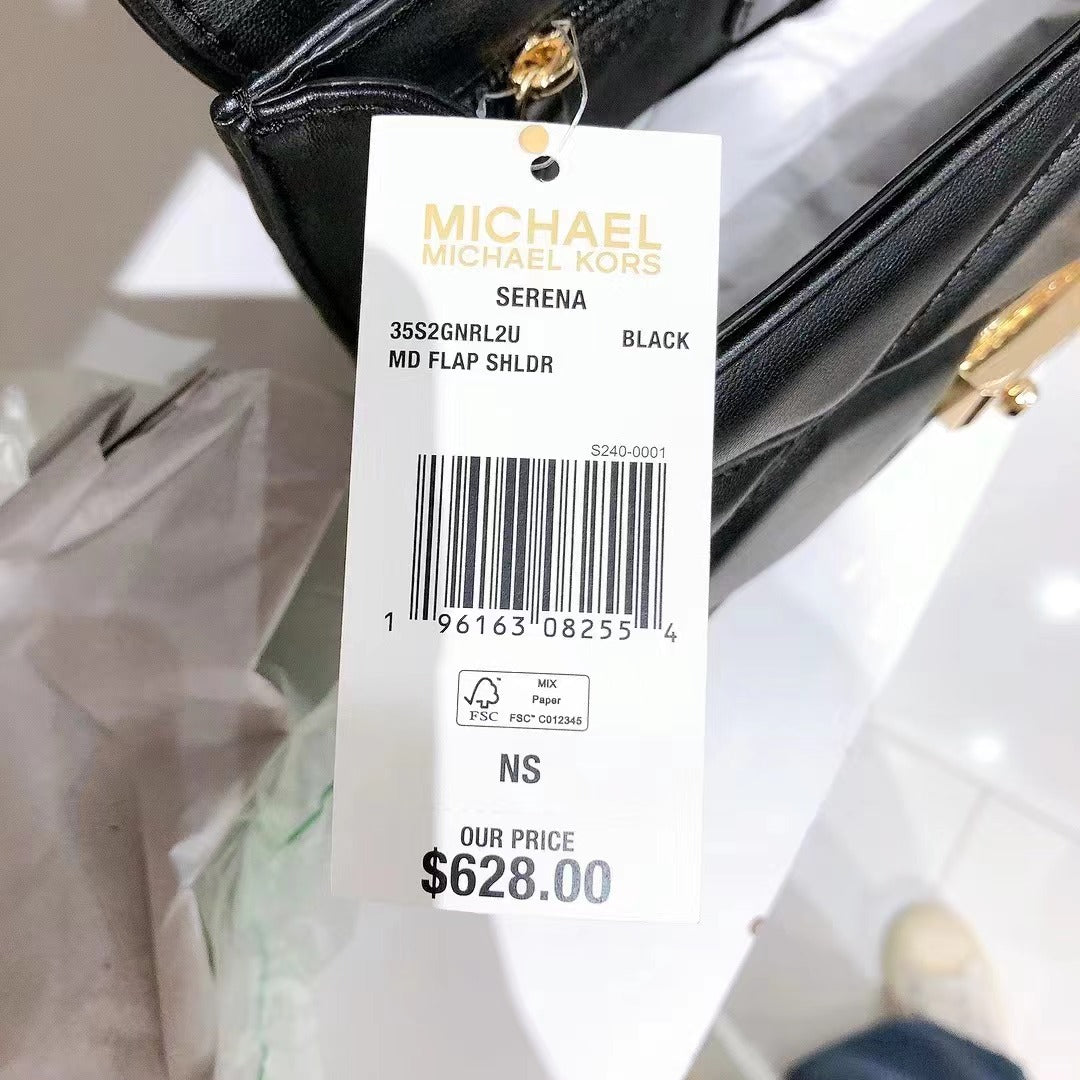 MICHAEL
MICHAEL KORS
SERENA
35S2GNRL2U BLACK
MD FLAP SHLDR
S240-0001
1 96163 08255 4
FSC
MIX
Paper
FSC™ C012345
NS
OUR PRICE
$628.00